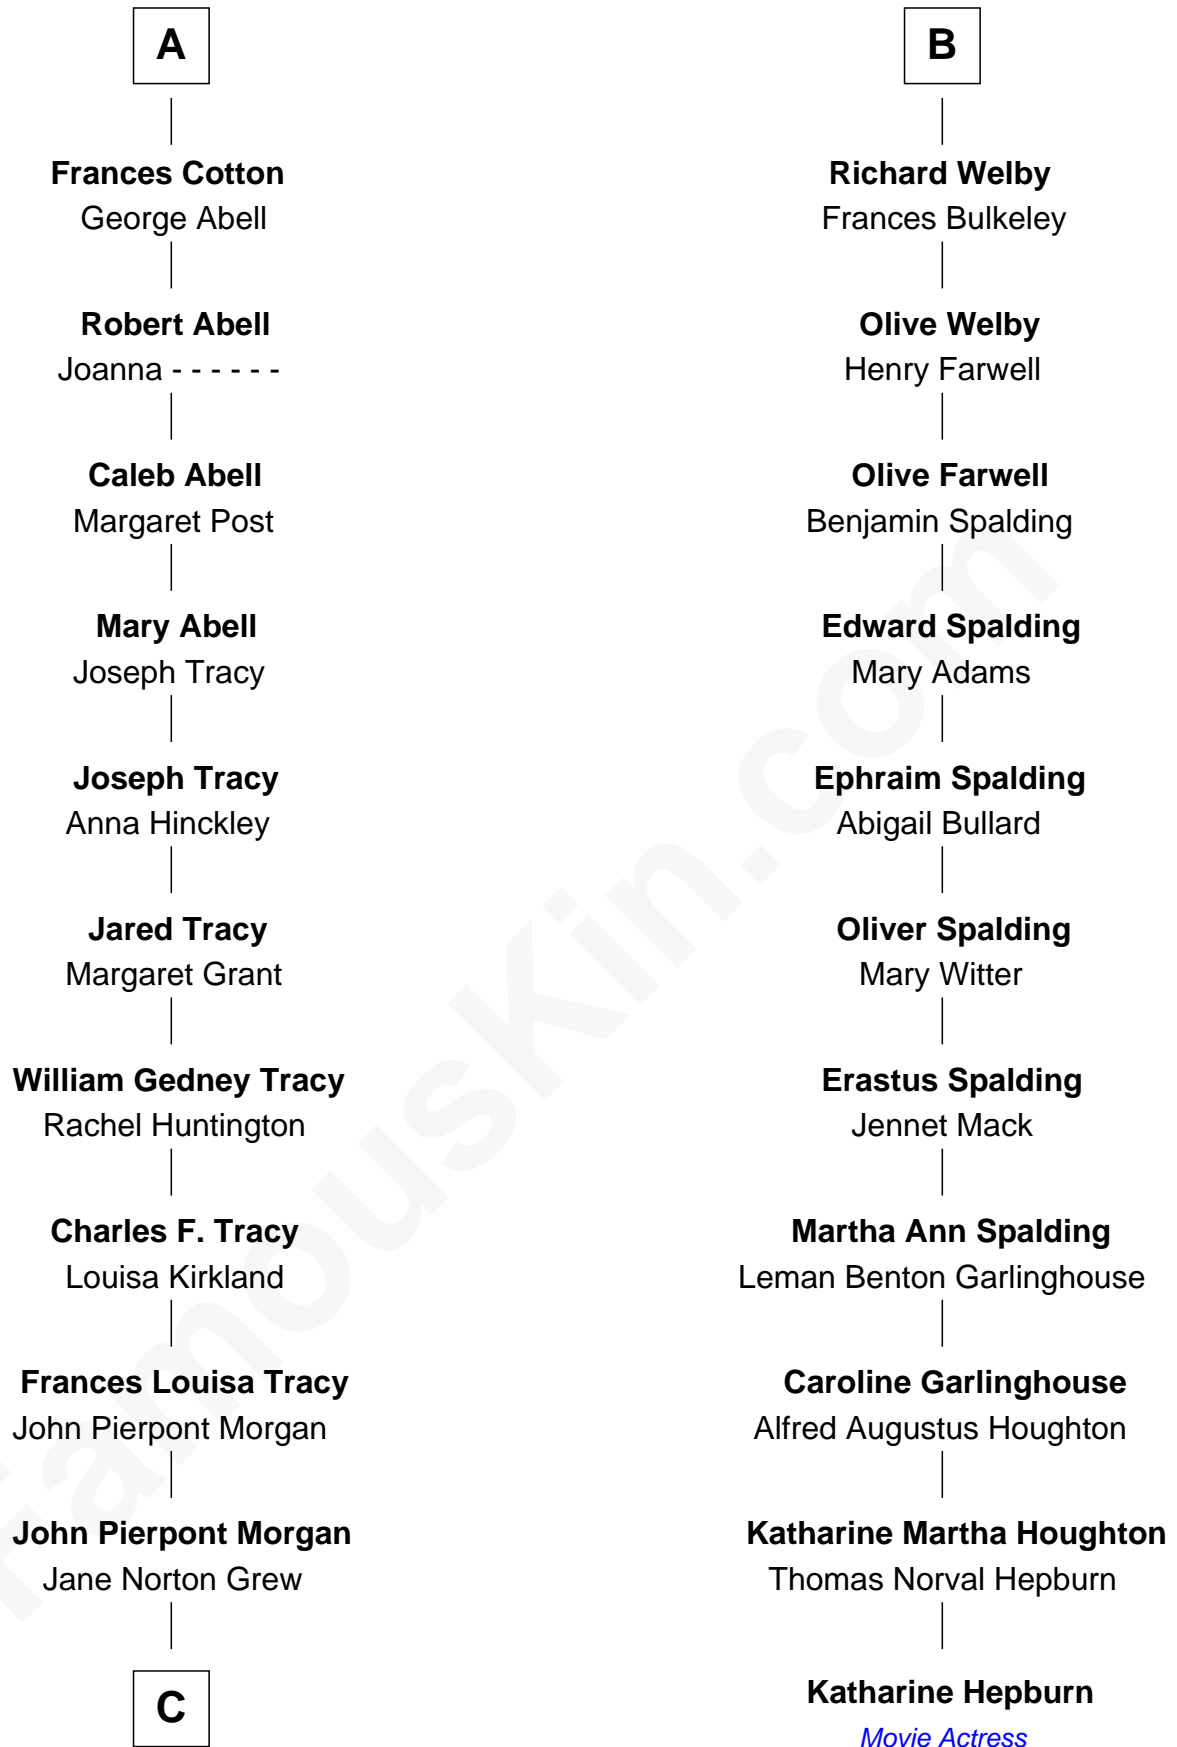 A
Frances Cotton
George Abell
Robert Abell
Joanna - - - - - -
Caleb Abell
Margaret Post
Mary Abell
Joseph Tracy
Joseph Tracy
Anna Hinckley
Jared Tracy
Margaret Grant
William Gedney Tracy
Rachel Huntington
Charles F. Tracy
Louisa Kirkland
Frances Louisa Tracy
John Pierpont Morgan
John Pierpont Morgan
Jane Norton Grew
C
B
Richard Welby
Frances Bulkeley
Olive Welby
Henry Farwell
Olive Farwell
Benjamin Spalding
Edward Spalding
Mary Adams
Ephraim Spalding
Abigail Bullard
Oliver Spalding
Mary Witter
Erastus Spalding
Jennet Mack
Martha Ann Spalding
Leman Benton Garlinghouse
Caroline Garlinghouse
Alfred Augustus Houghton
Katharine Martha Houghton
Thomas Norval Hepburn
Katharine Hepburn
Movie Actress
FamousKin.com